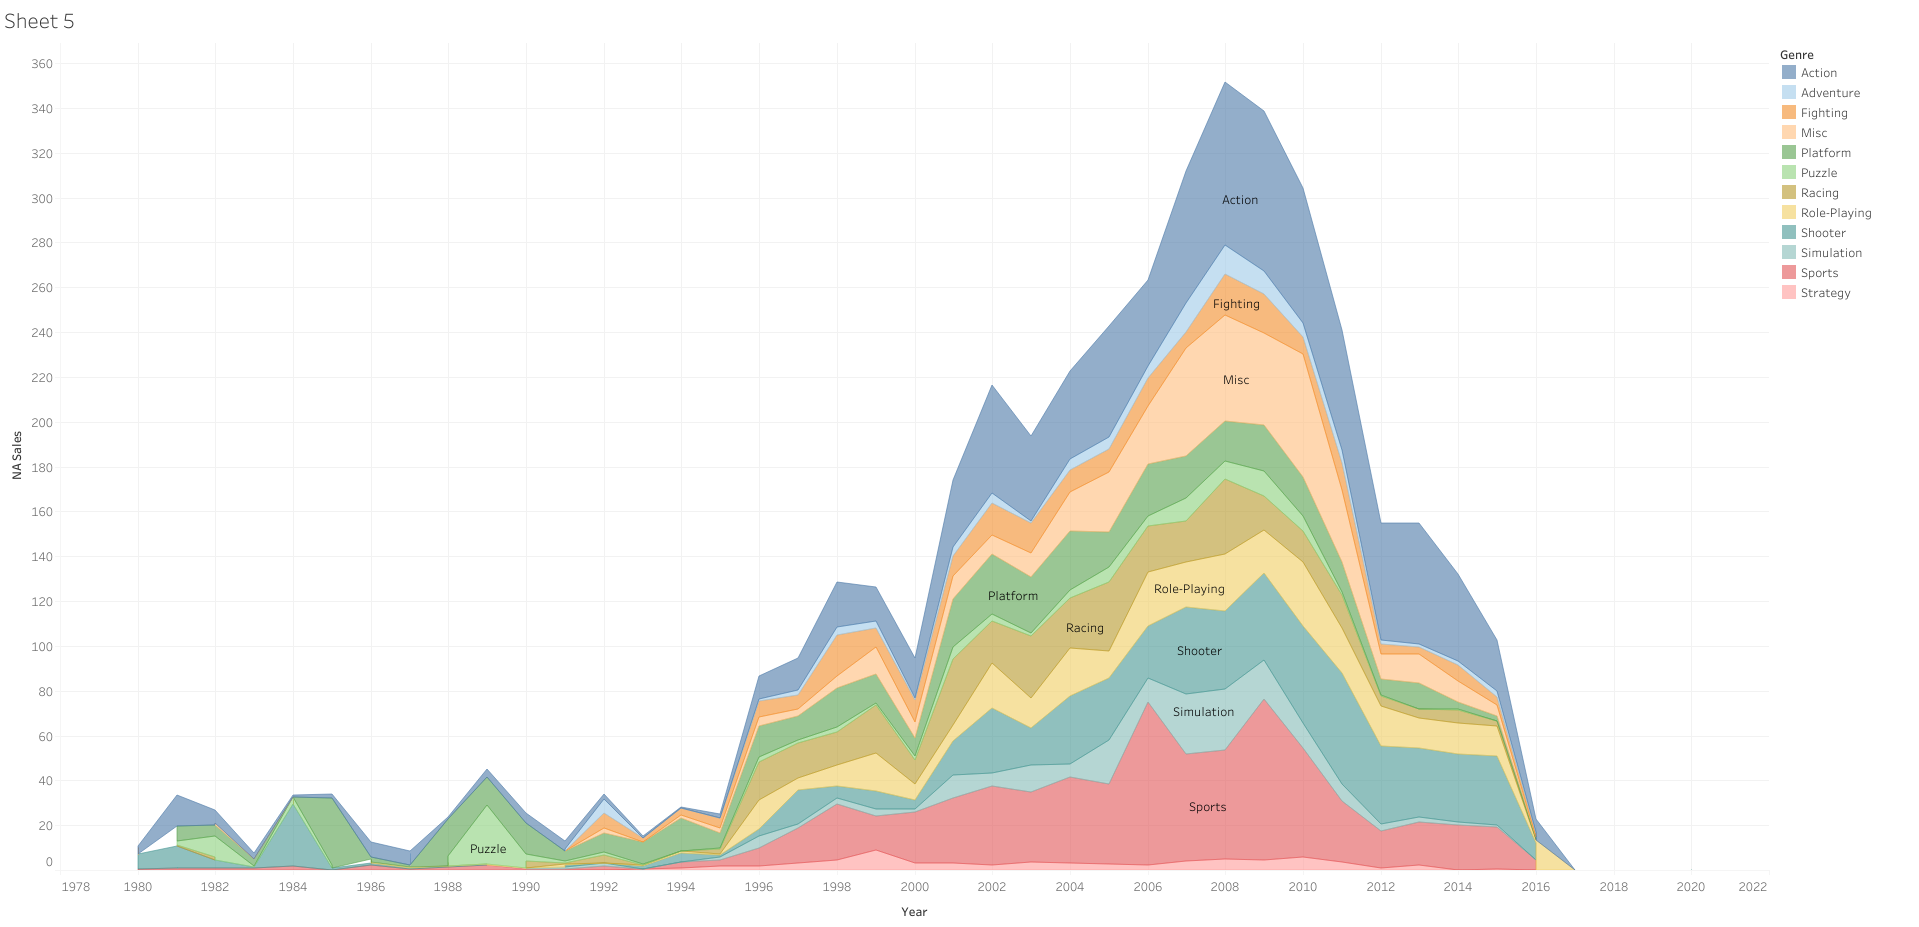 Sheet 5
Genre
Action
Adventure
Fighting
Misc
Platform
Puzzle
Racing
Role-Playing
Shooter
Simulation
Sports
Strategy
NA Sales
360
340
320
300
280
260
240
220
200
180
160
140
120
100
80
60
40
20
0
Action
Fighting
Misc
Role-Playing
Platform
Racing
Shooter
Simulation
Sports
Puzzle
1978 1980 1982 1984 1986 1988 1990 1992 1994 1996 1998 2000 2002 2004 2006 2008 2010 2012 2014 2016 2018 2020 2022
Year